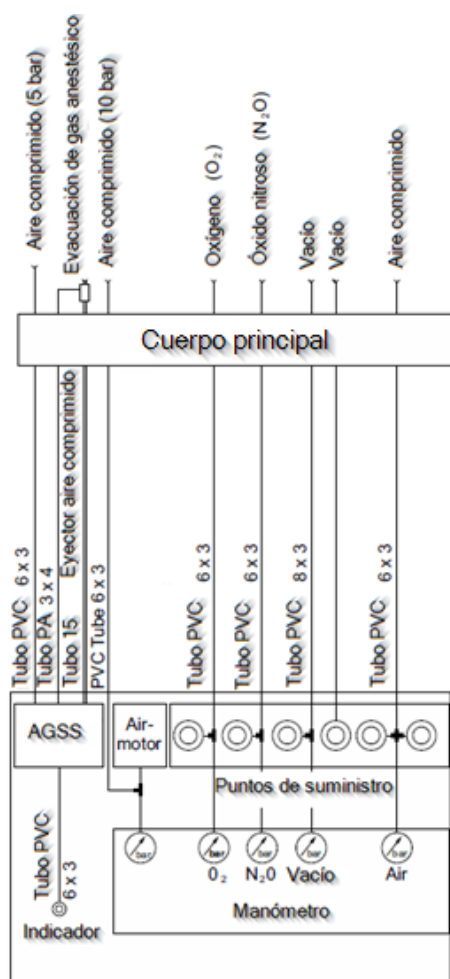 Aire comprimido (5 bar)
Evacuación de gas anestésico
Aire comprimido (10 bar)
Oxígeno (O₂)
Óxido nitroso (N₂O)
Vacío
Vacío
Aire comprimido
Cuerpo principal
Tubo PVC 6 x 3
Tubo PA 3 x 4
Tubo 15 Eyector aire comprimido
PVC Tube 6 x 3
Tubo PVC 6 x 3
Tubo PVC 6 x 3
Tubo PVC 8 x 3
Tubo PVC 6 x 3
AGSS
Air-
motor
Puntos de suministro
Tubo PVC
6 x 3
Indicador
bar
bar
bar
bar
bar
0₂
N₂0
Vacío
Air
Manómetro